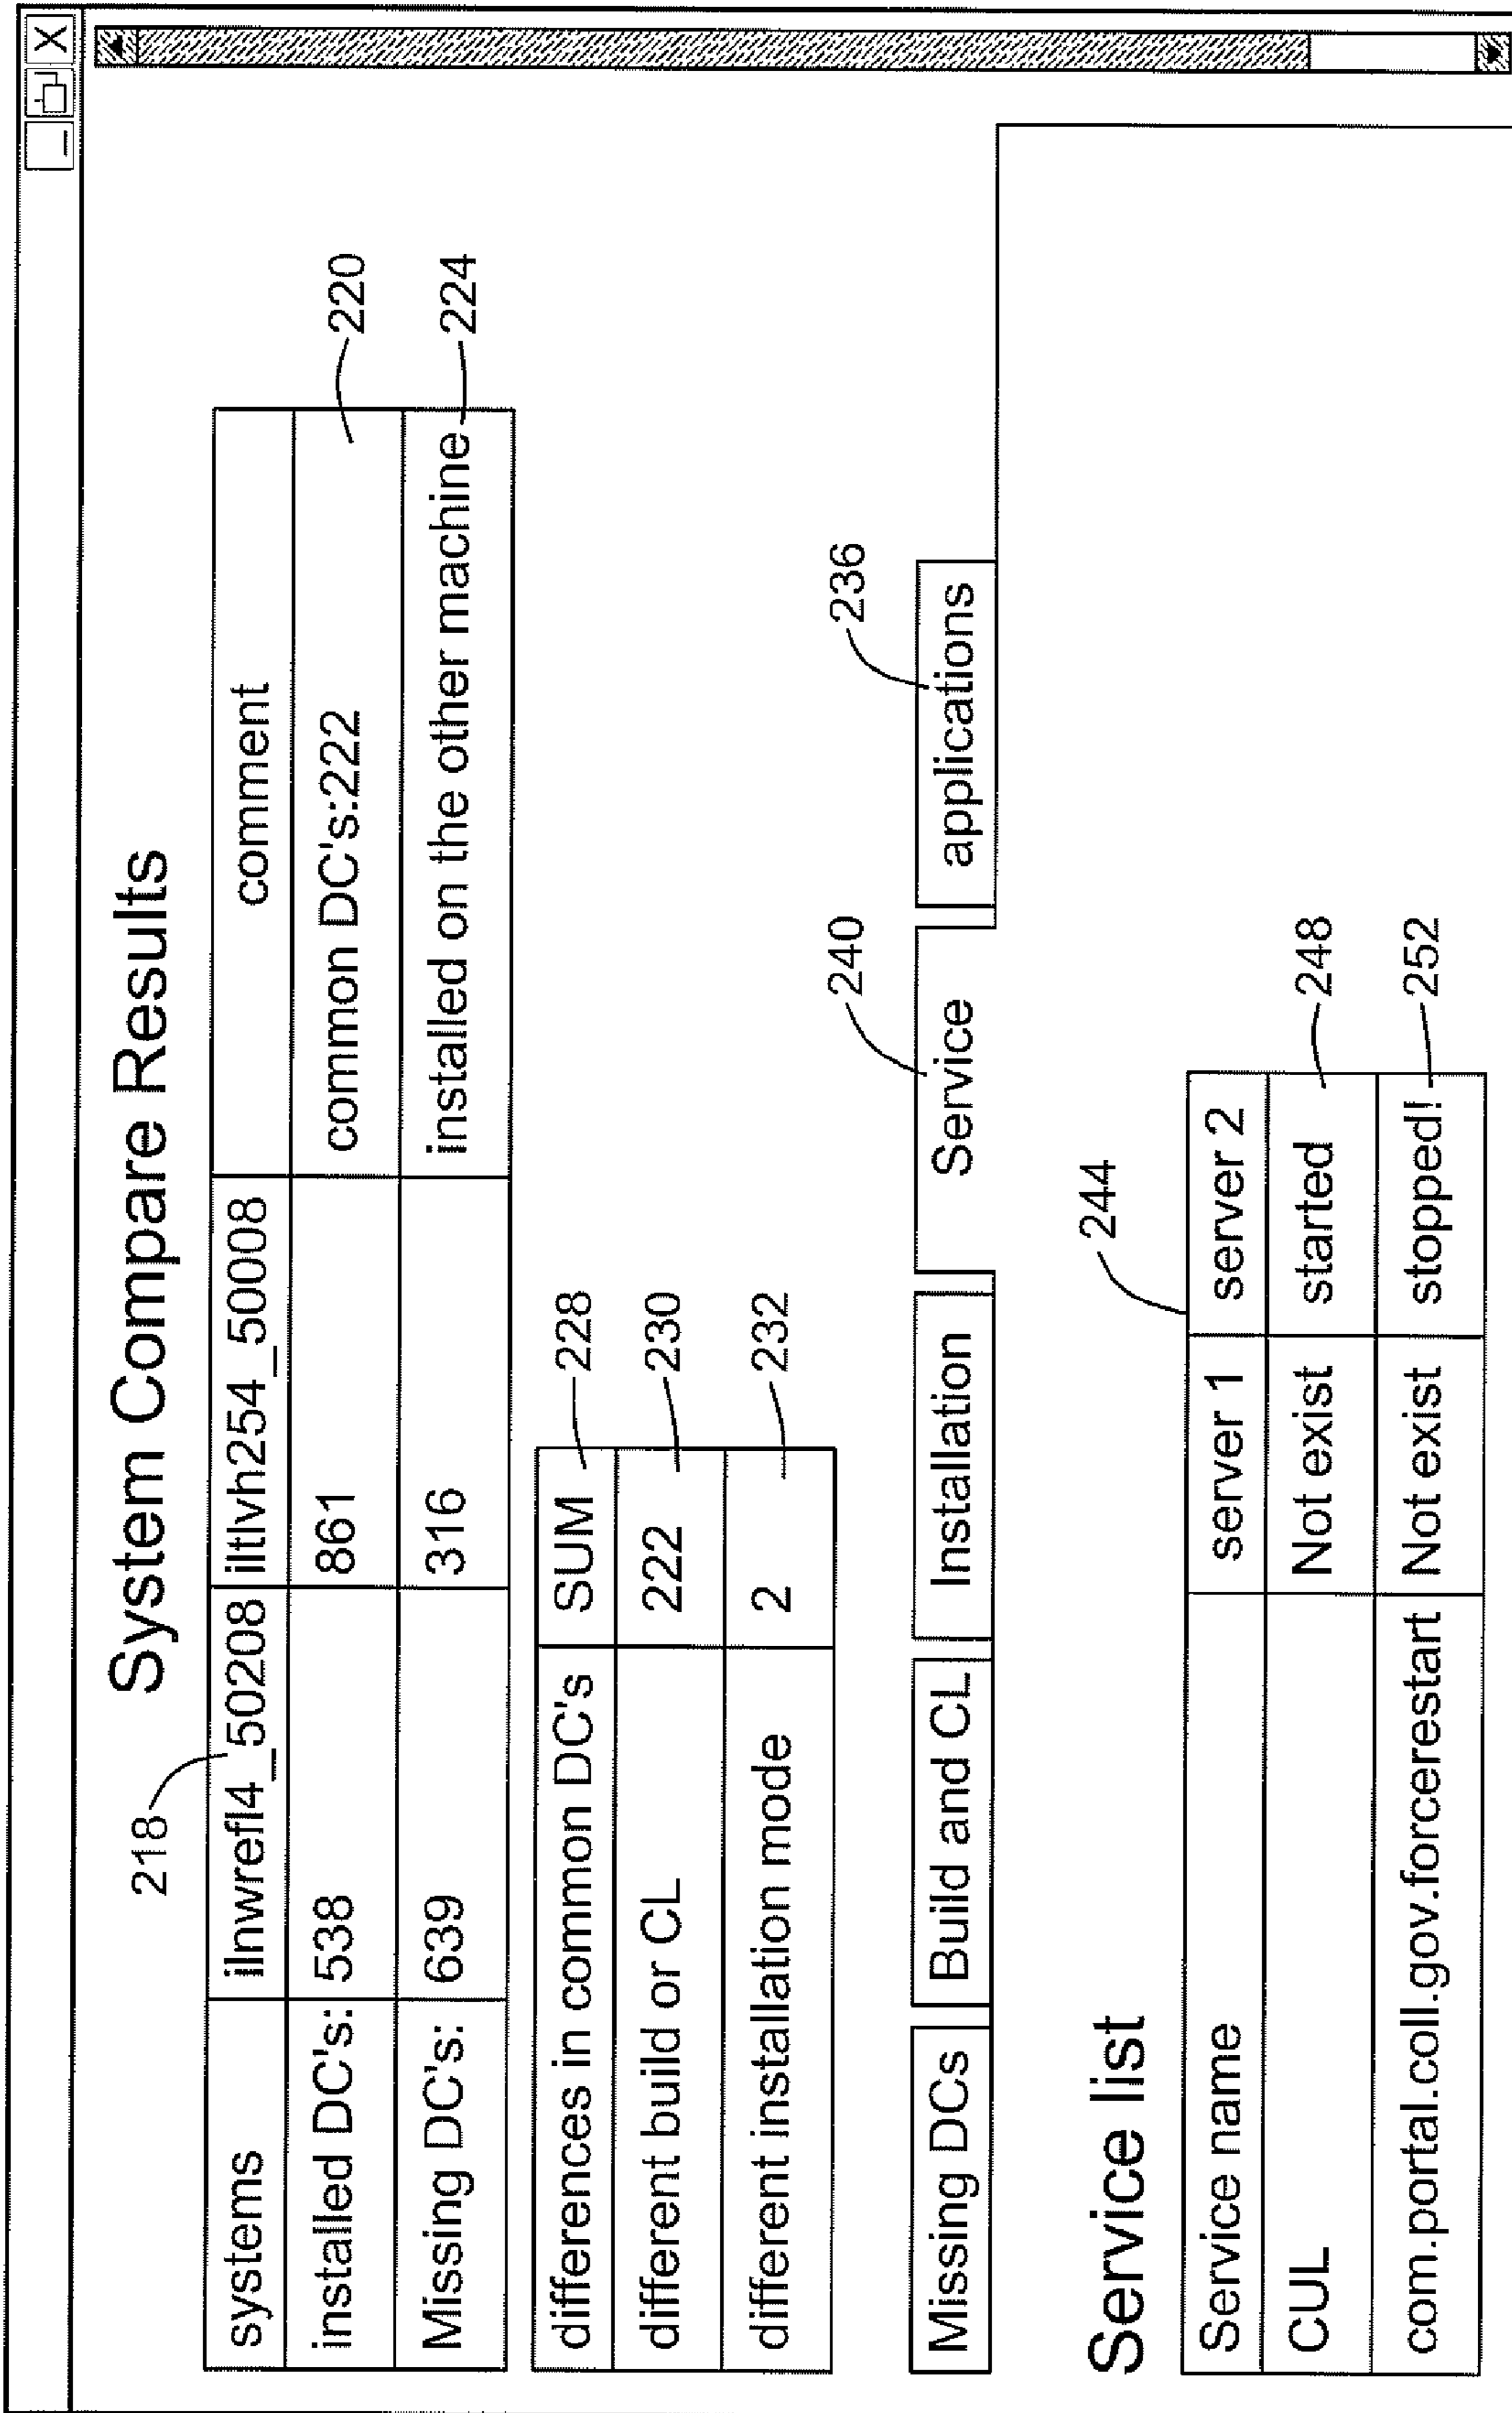 System Compare Results
218
systems ilnwrefl4_50208 iltlvh254_50008 comment
installed DC's: 538 861 common DC's:222 220
Missing DC's: 639 316 installed on the other machine 224
differences in common DC's SUM 228
different build or CL 222 230
different installation mode 2 232
240 236
Missing DCs Build and CL Installation Service applications
Service list
244
Service name server 1 server 2
CUL Not exist started 248
com.portal.coll.gov.forcerestart Not exist stopped! 252